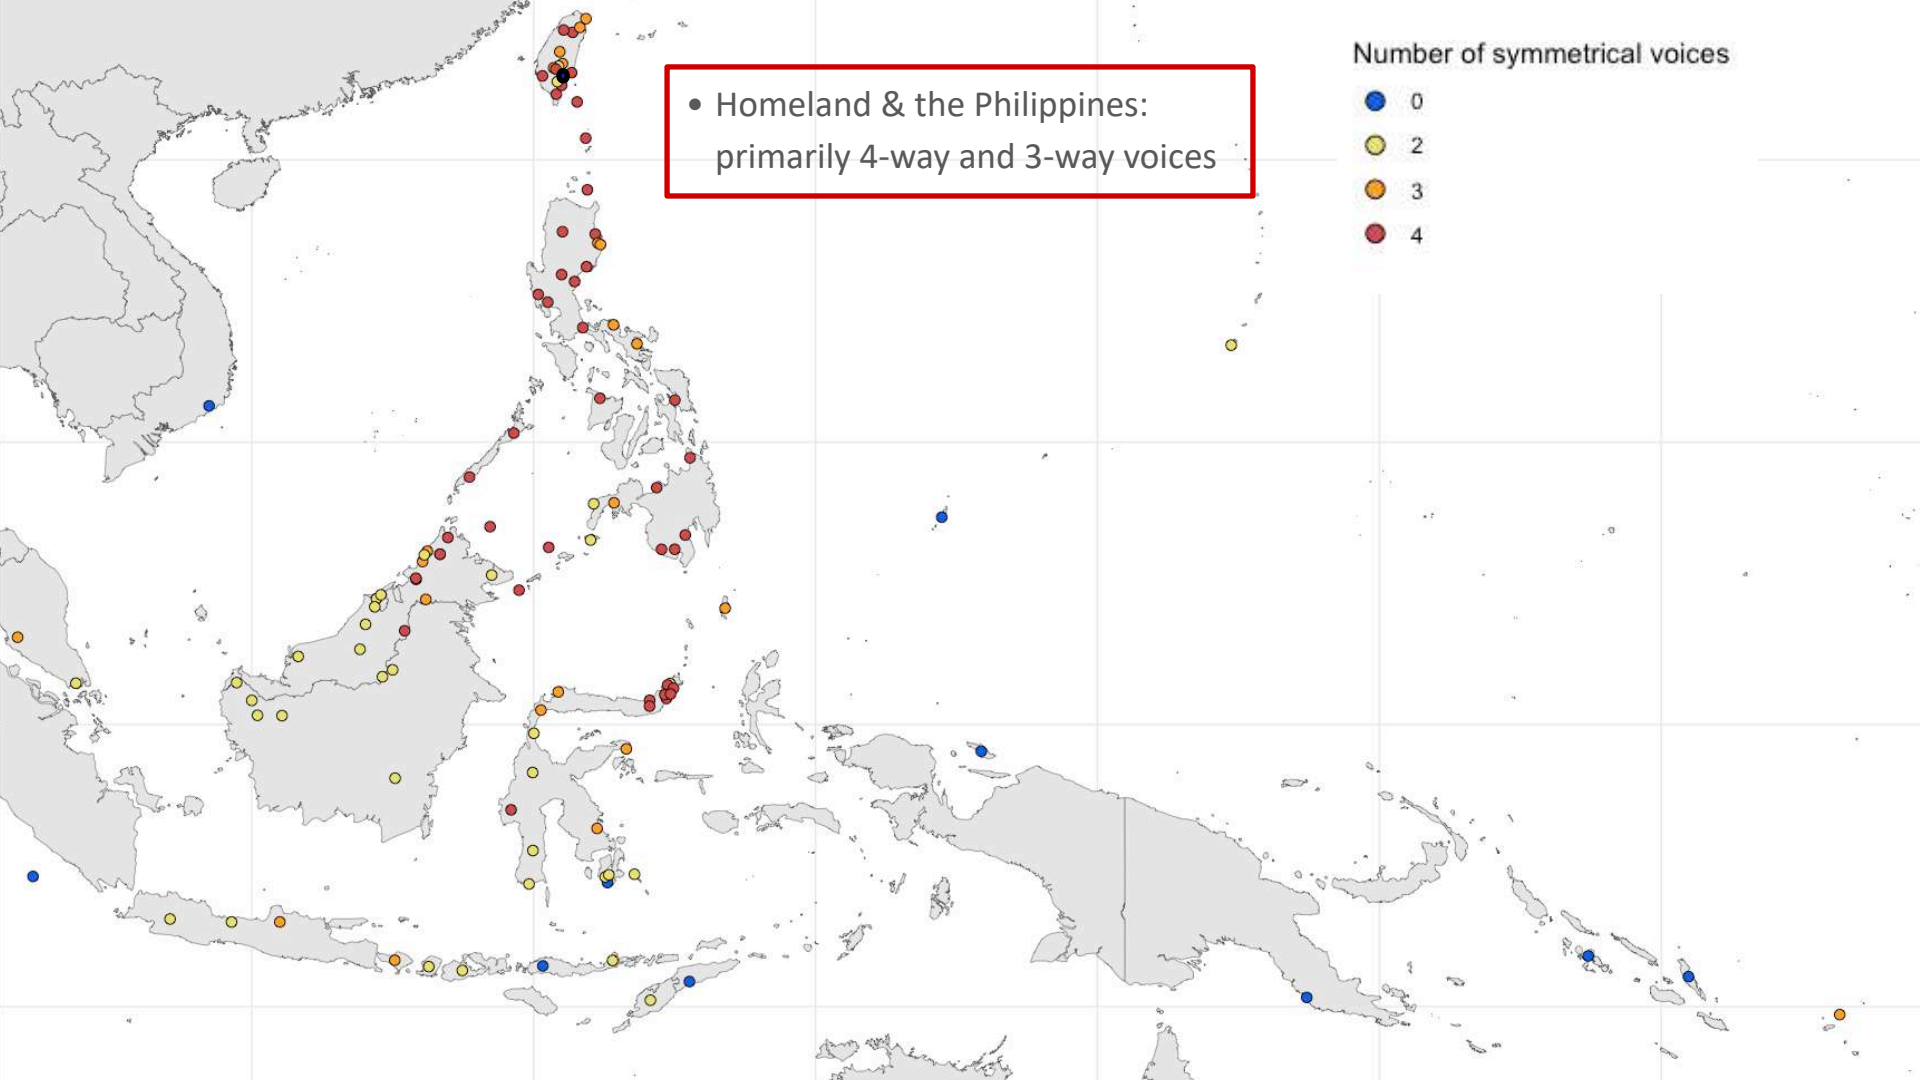 • Homeland & the Philippines:
primarily 4-way and 3-way voices
Number of symmetrical voices
0
2
3
4